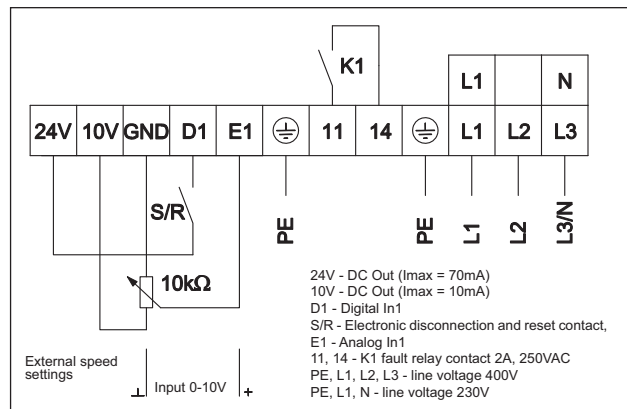 K1
L1 N
24V 10V GND D1 E1 11 14 L1 L2 L3
S/R
PE PE L1 L2 L3/N
10kΩ
24V - DC Out (Imax = 70mA)
10V - DC Out (Imax = 10mA)
D1 - Digital In1
S/R - Electronic disconnection and reset contact,
E1 - Analog In1
11, 14 - K1 fault relay contact 2A, 250VAC
PE, L1, L2, L3 - line voltage 400V
PE, L1, N - line voltage 230V
External speed
settings
Input 0-10V +